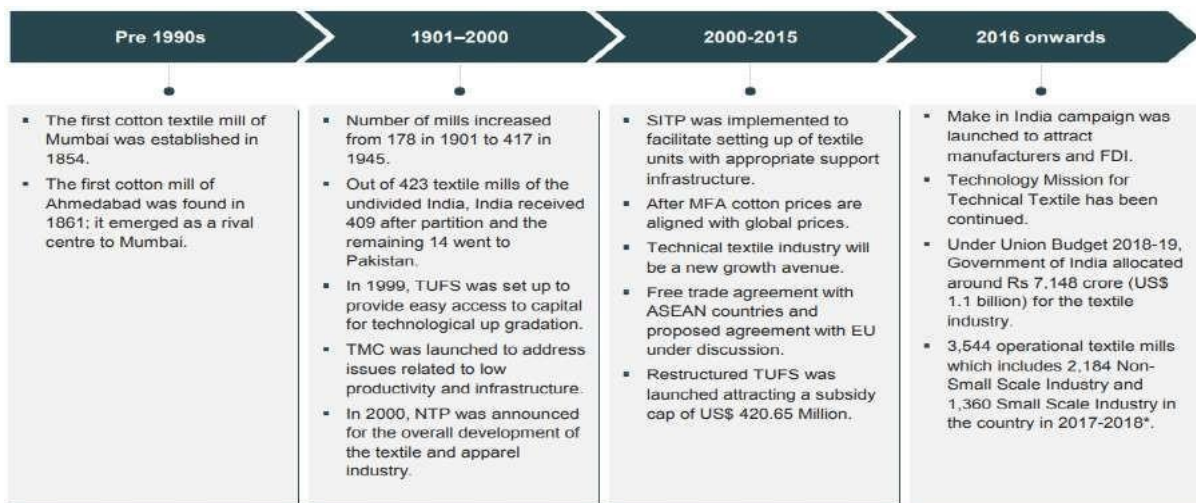 Pre 1990s
1901–2000
2000-2015
2016 onwards
▪ The first cotton textile mill of
Mumbai was established in
1854.
▪ The first cotton mill of
Ahmedabad was found in
1861; it emerged as a rival
centre to Mumbai.
▪ Number of mills increased
from 178 in 1901 to 417 in
1945.
▪ Out of 423 textile mills of the
undivided India, India received
409 after partition and the
remaining 14 went to
Pakistan.
▪ In 1999, TUFS was set up to
provide easy access to capital
for technological up gradation.
▪ TMC was launched to address
issues related to low
productivity and infrastructure.
▪ In 2000, NTP was announced
for the overall development of
the textile and apparel
industry.
▪ SITP was implemented to
facilitate setting up of textile
units with appropriate support
infrastructure.
▪ After MFA cotton prices are
aligned with global prices.
▪ Technical textile industry will
be a new growth avenue.
▪ Free trade agreement with
ASEAN countries and
proposed agreement with EU
under discussion.
▪ Restructured TUFS was
launched attracting a subsidy
cap of US$ 420.65 Million.
▪ Make in India campaign was
launched to attract
manufacturers and FDI.
▪ Technology Mission for
Technical Textile has been
continued.
▪ Under Union Budget 2018-19,
Government of India allocated
around Rs 7,148 crore (US$
1.1 billion) for the textile
industry.
▪ 3,544 operational textile mills
which includes 2,184 Non-
Small Scale Industry and
1,360 Small Scale Industry in
the country in 2017-2018*.